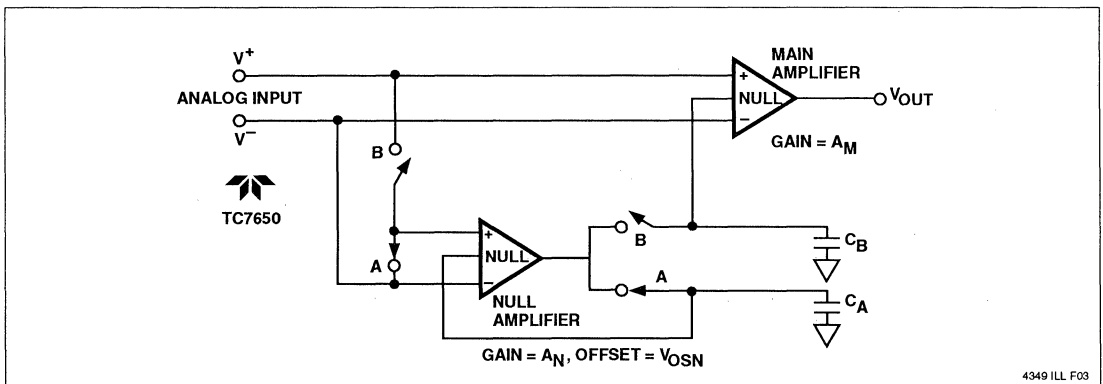 V+
ANALOG INPUT
V−
TC7650
B
A
+
NULL
−
NULL
AMPLIFIER
GAIN = AN, OFFSET = VOSN
B
A
MAIN
AMPLIFIER
+
NULL
−
VOUT
GAIN = AM
CB
CA
4349 ILL F03